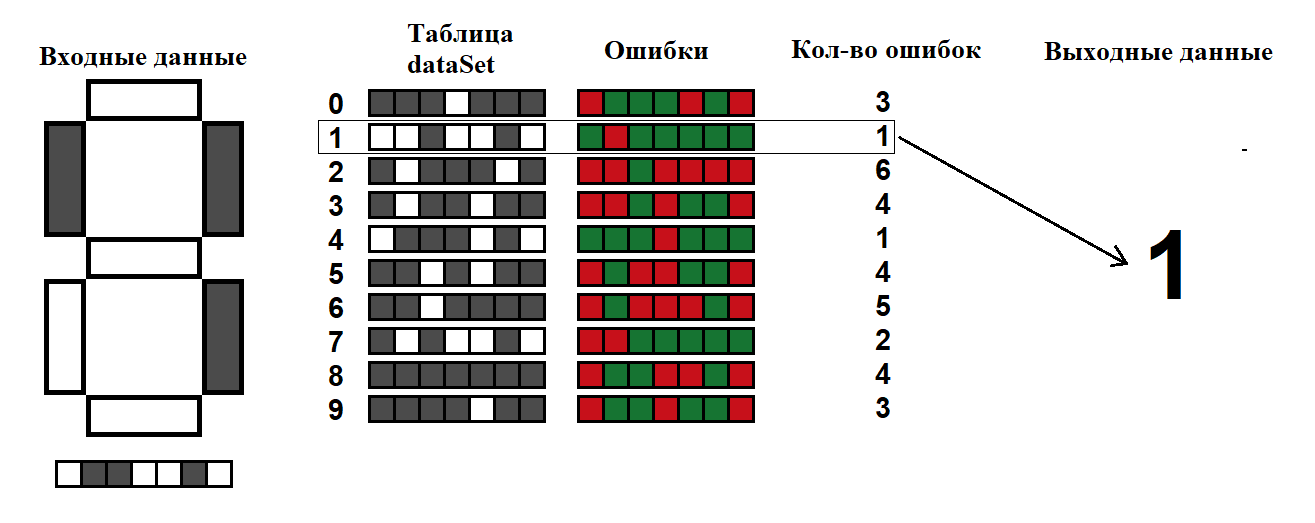 Входные данные
Таблица
dataSet
Ошибки
Кол-во ошибок
Выходные данные
0 3
1 1
2 6
3 4
4 1
5 4
6 5
7 2
8 4
9 3
-
1